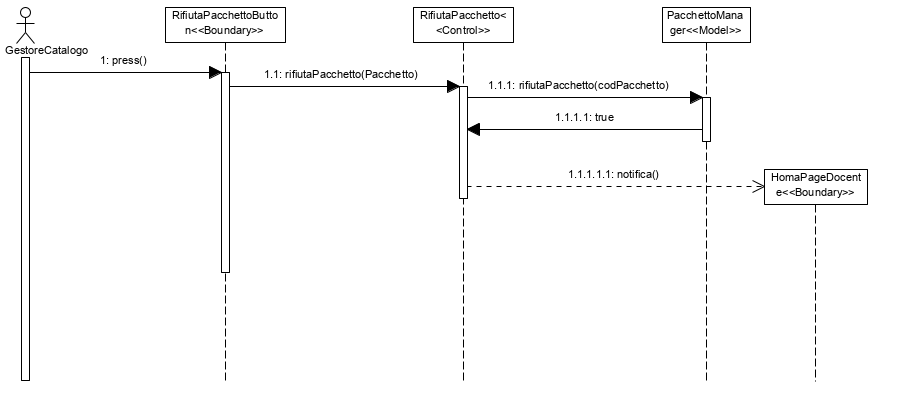 RifiutaPacchettoButto
n<<Boundary>>
RifiutaPacchetto<
<Control>>
PacchettoMana
ger<<Model>>
GestoreCatalogo
1: press()
1.1: rifiutaPacchetto(Pacchetto)
1.1.1: rifiutaPacchetto(codPacchetto)
1.1.1.1: true
1.1.1.1.1: notifica()
HomaPageDocent
e<<Boundary>>